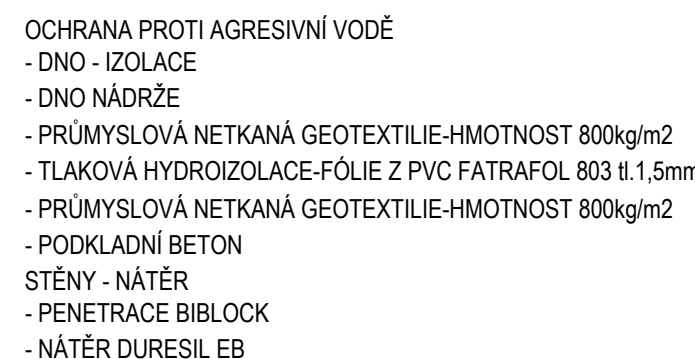 OCHRANA PROTI AGRESIVNÍ VODĚ
- DNO - IZOLACE
- DNO NÁDRŽE
- PRŮMYSLOVÁ NETKANÁ GEOTEXTILIE-HMOTNOST 800kg/m2
- TLAKOVÁ HYDROIZOLACE-FÓLIE Z PVC FATRAFOL 803 tl.1,5mm
- PRŮMYSLOVÁ NETKANÁ GEOTEXTILIE-HMOTNOST 800kg/m2
- PODKLADNÍ BETON
STĚNY - NÁTĚR
- PENETRACE BIBLOCK
- NÁTĚR DURESIL EB